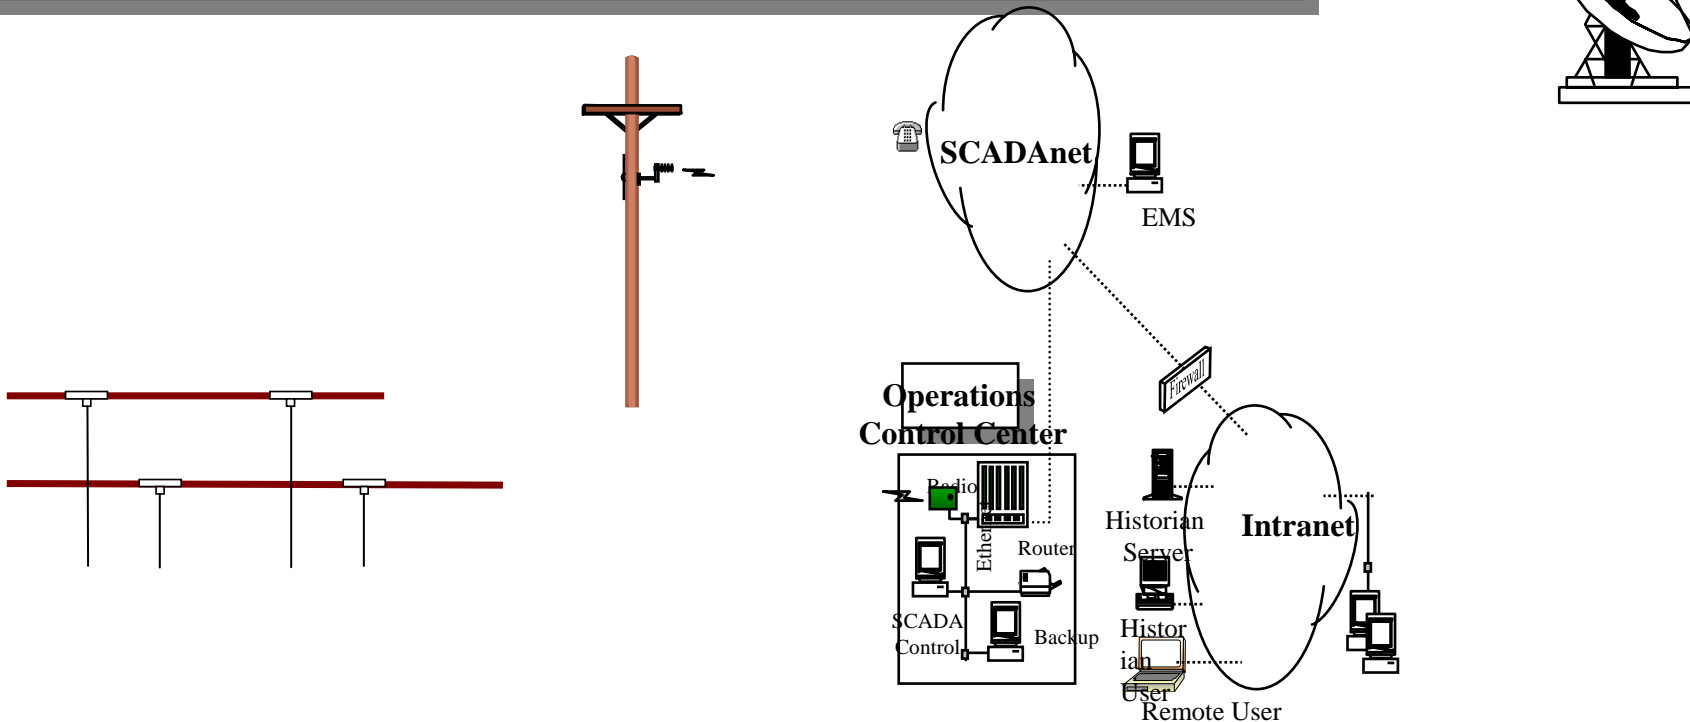 SCADAnet
EMS
Firewall
Operations
Control Center
Radio
Ethernet
Router
SCADA
Control
Backup
Historian
Server
Intranet
Histor
ian
User
Remote User